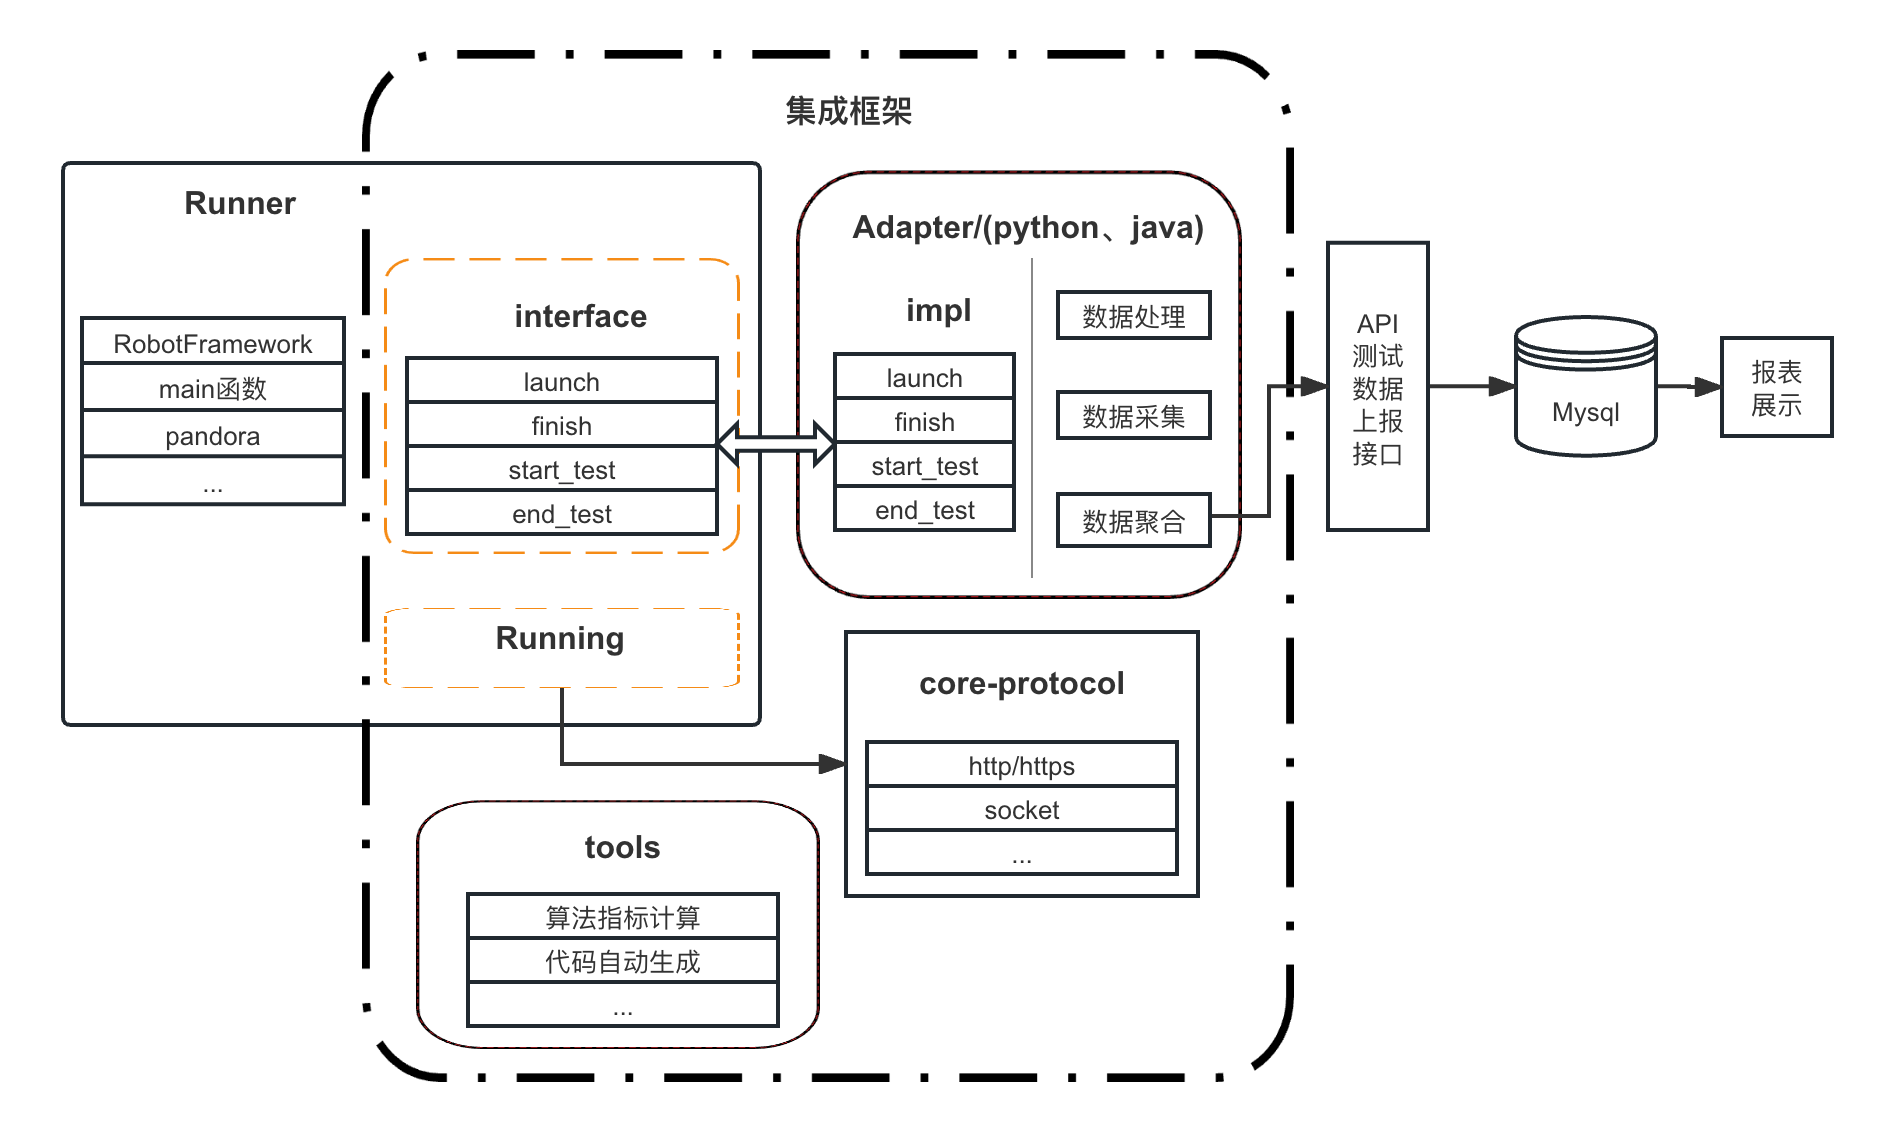 集成框架
Runner
RobotFramework
main函数
pandora
...
interface
launch
finish
start_test
end_test
Running
Adapter/(python、java)
impl
launch
finish
start_test
end_test
数据处理
数据采集
数据聚合
core-protocol
http/https
socket
...
tools
算法指标计算
代码自动生成
...
API
测试
数据
上报
接口
Mysql
报表
展示